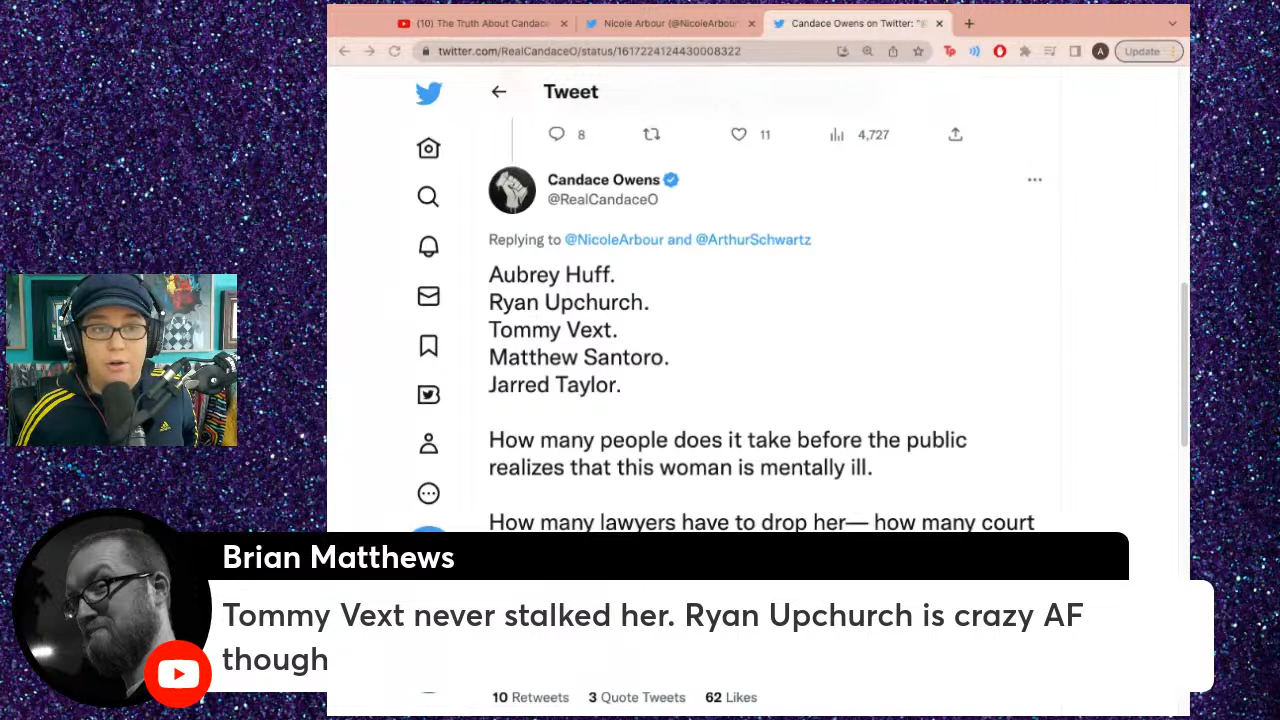 (10) The Truth About Candace
Nicole Arbour (@NicoleArbour
Candace Owens on Twitter: "@
twitter.com/RealCandaceO/status/1617224124430008322
Tp
A
Update
Tweet
8
11
4,727
Candace Owens
@RealCandaceO
Replying to @NicoleArbour and @ArthurSchwartz
Aubrey Huff.
Ryan Upchurch.
Tommy Vext.
Matthew Santoro.
Jarred Taylor.
How many people does it take before the public
realizes that this woman is mentally ill.
How many lawyers have to drop her— how many court
Brian Matthews
Tommy Vext never stalked her. Ryan Upchurch is crazy AF
though
10 Retweets 3 Quote Tweets 62 Likes